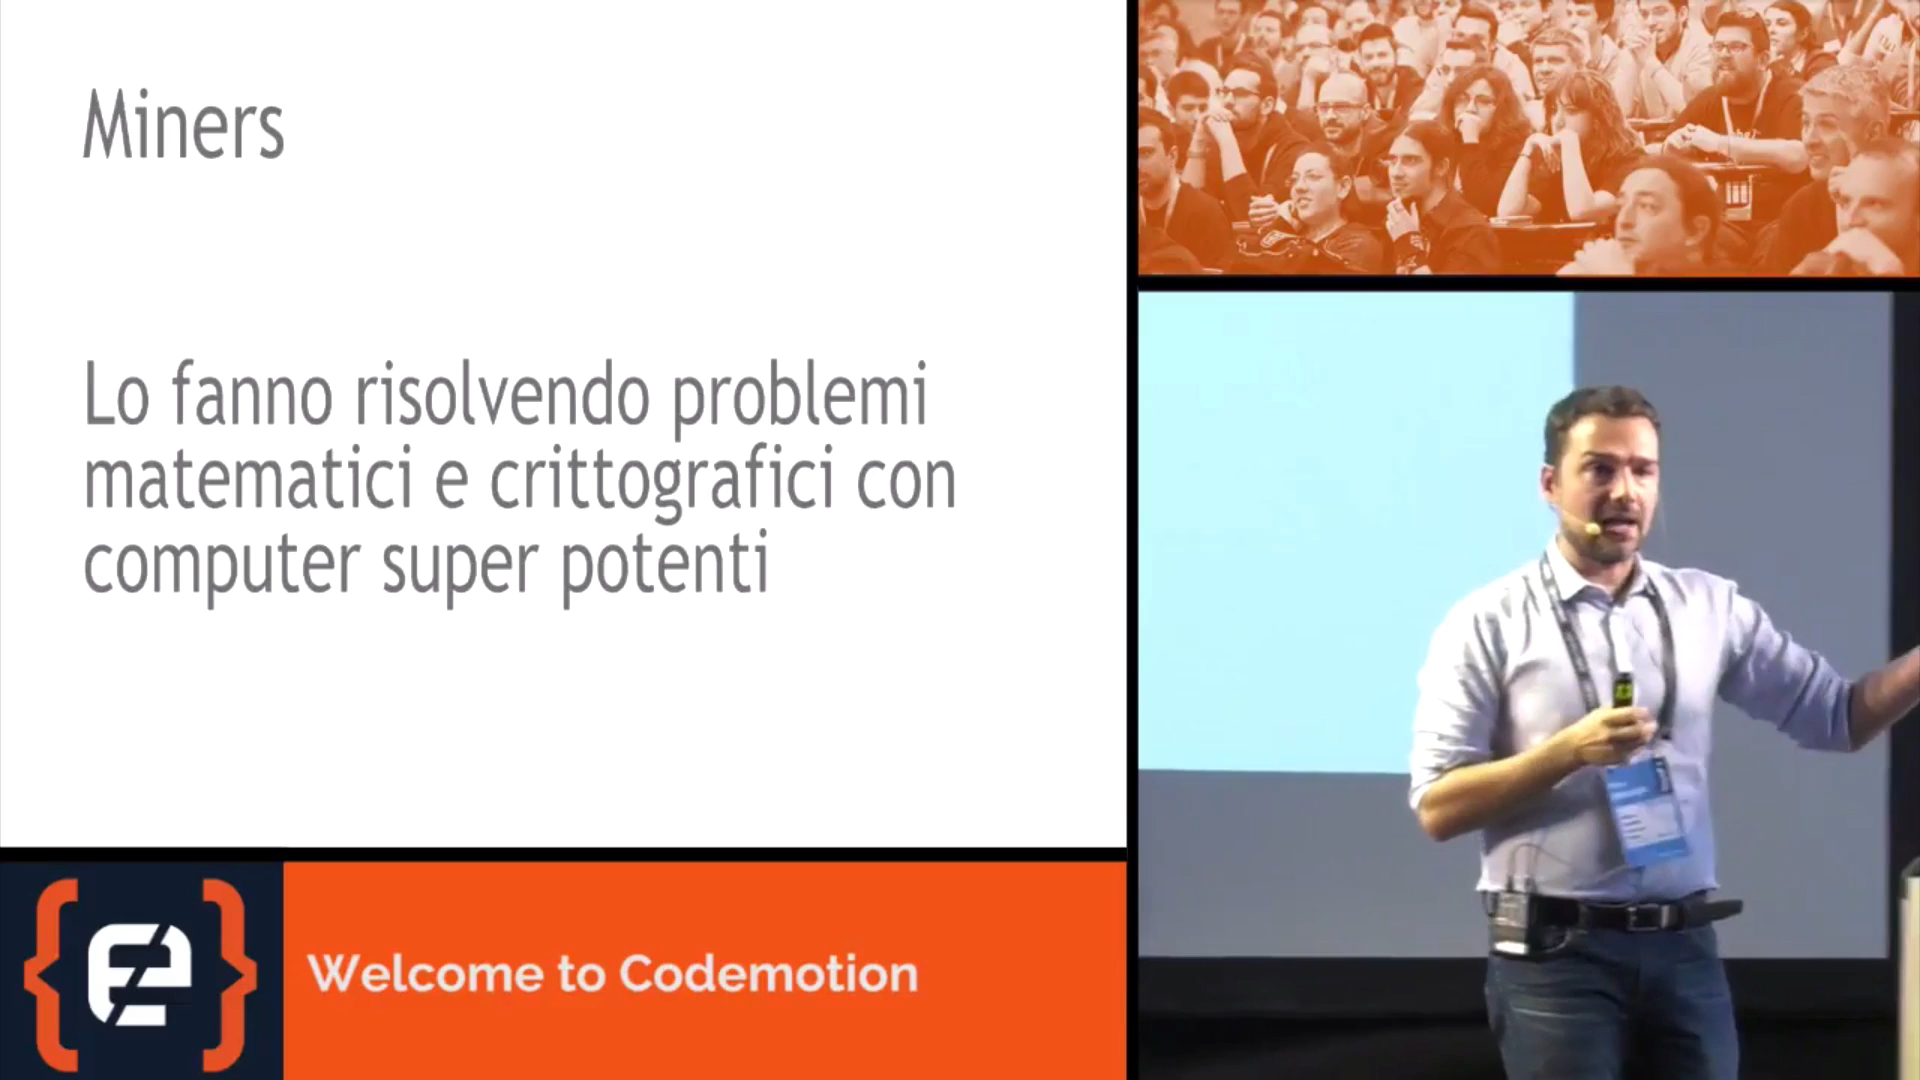 Miners
Lo fanno risolvendo problemi
matematici e crittografici con
computer super potenti
Welcome to Codemotion